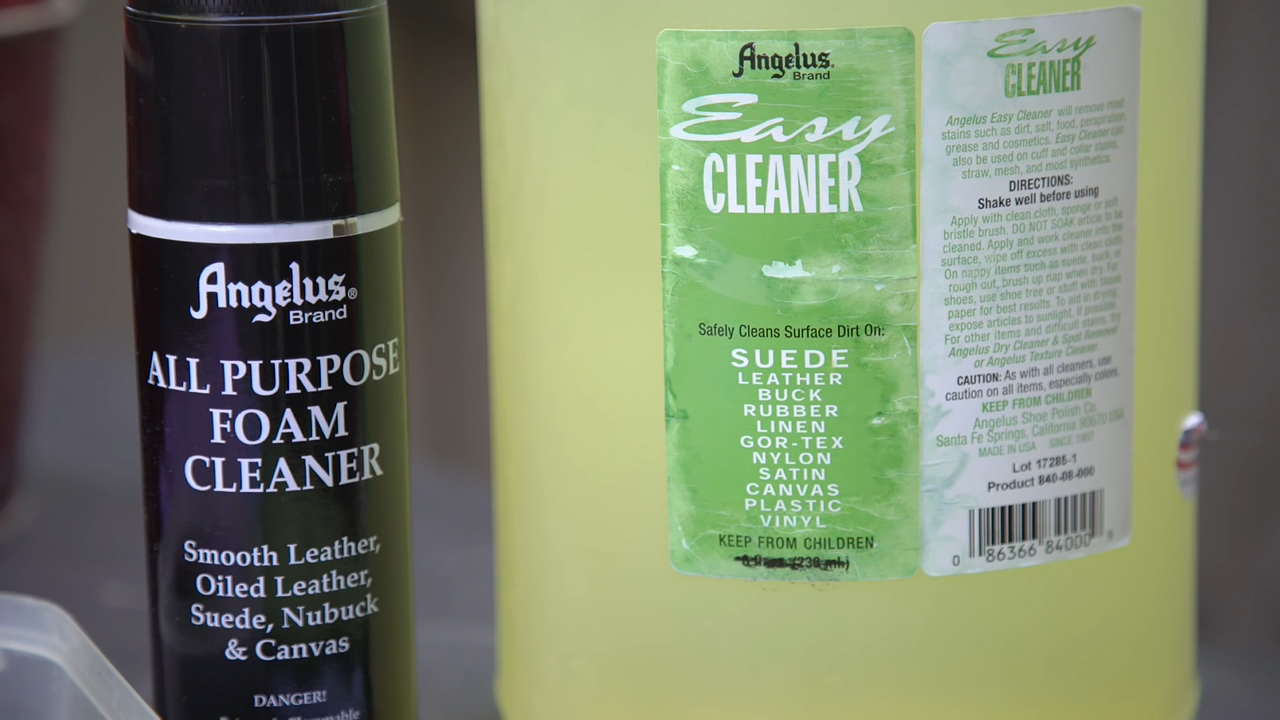 Angelus®
Brand
ALL PURPOSE
FOAM
CLEANER
Smooth Leather,
Oiled Leather,
Suede, Nubuck
& Canvas
DANGER!
Angelus®
Brand
Easy
CLEANER
Safely Cleans Surface Dirt On:
SUEDE
LEATHER
BUCK
RUBBER
LINEN
GOR-TEX
NYLON
SATIN
CANVAS
PLASTIC
VINYL
KEEP FROM CHILDREN
(236 ml)
Easy
CLEANER
Angelus Easy Cleaner will remove most
stains such as dirt, salt, food, perspiration,
grease and cosmetics. Easy Cleaner can
also be used on cuff and collar stains,
straw, mesh, and most synthetics.
DIRECTIONS:
Shake well before using
Apply with clean cloth, sponge or soft
bristle brush. DO NOT SOAK article to be
cleaned. Apply and work cleaner into the
surface, wipe off excess with clean cloth.
On nappy items such as suede, buck, or
rough out, brush up nap when dry. For
shoes, use shoe tree or stuff with tissue
paper for best results. To aid in drying
expose articles to sunlight, if possible.
For other items and difficult stains, try
Angelus Dry Cleaner & Spot Remover
or Angelus Texture Cleaner.
CAUTION: As with all cleaners, use
caution on all items, especially colors.
KEEP FROM CHILDREN
Angelus Shoe Polish Co.
Santa Fe Springs, California 90670 USA
MADE IN USA SINCE 1907
Lot 17285-1
Product 840-08-000
0 86366 84000 9